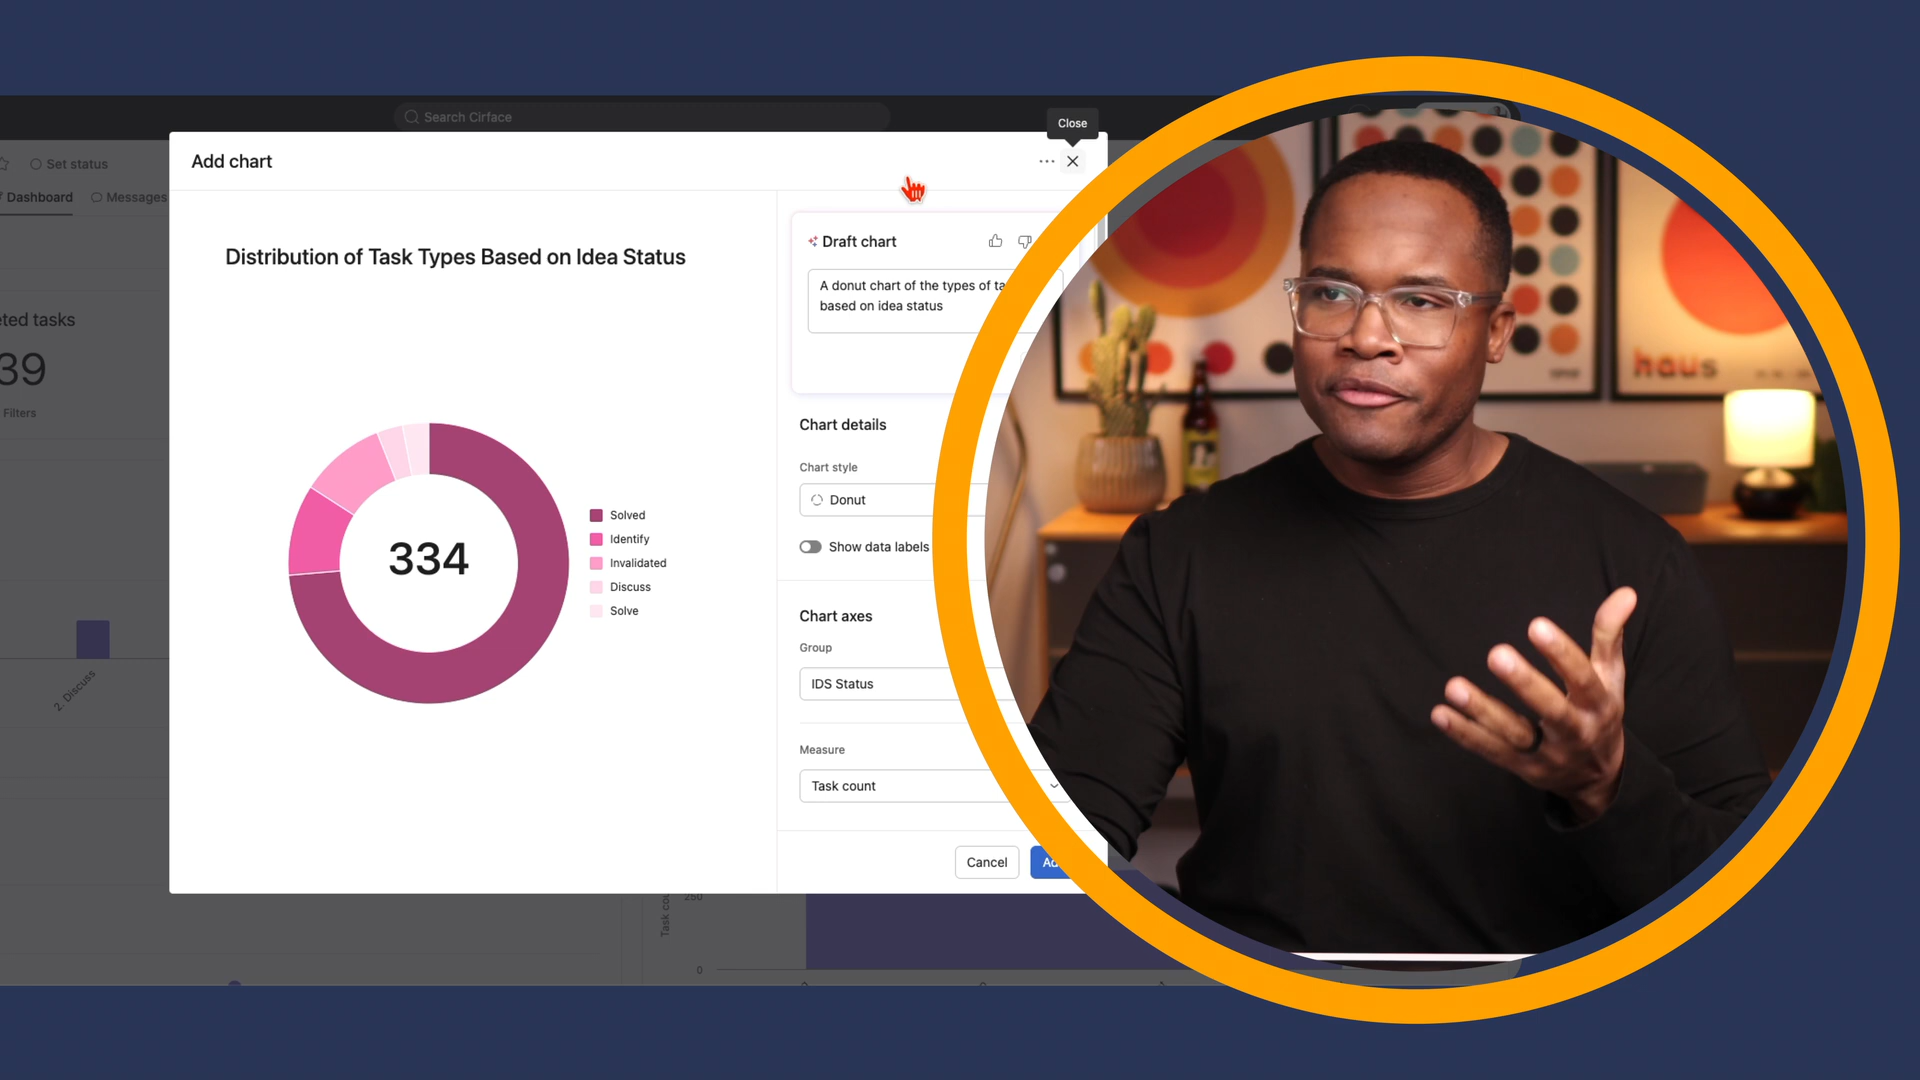 Search Cirface
Close
Set status
Add chart
Dashboard
Messages
Distribution of Task Types Based on Idea Status
Draft chart
A donut chart of the types of
based on idea status
39
Filters
tasks
Chart details
Chart style
Donut
Show data labels
334
Solved
Identify
Invalidated
Discuss
Solve
2. Discuss
Chart axes
Group
IDS Status
Measure
Task count
Cancel
250
Task
0
haus